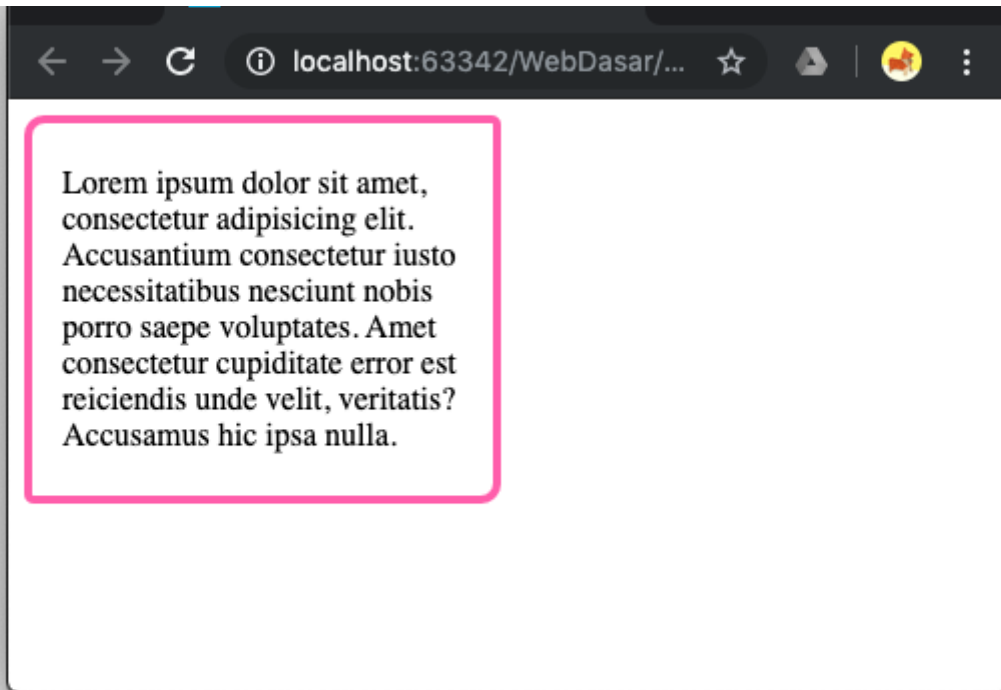 localhost:63342/WebDasar/...
Lorem ipsum dolor sit amet,
consectetur adipisicing elit.
Accusantium consectetur iusto
necessitatibus nesciunt nobis
porro saepe voluptates. Amet
consectetur cupiditate error est
reiciendis unde velit, veritatis?
Accusamus hic ipsa nulla.